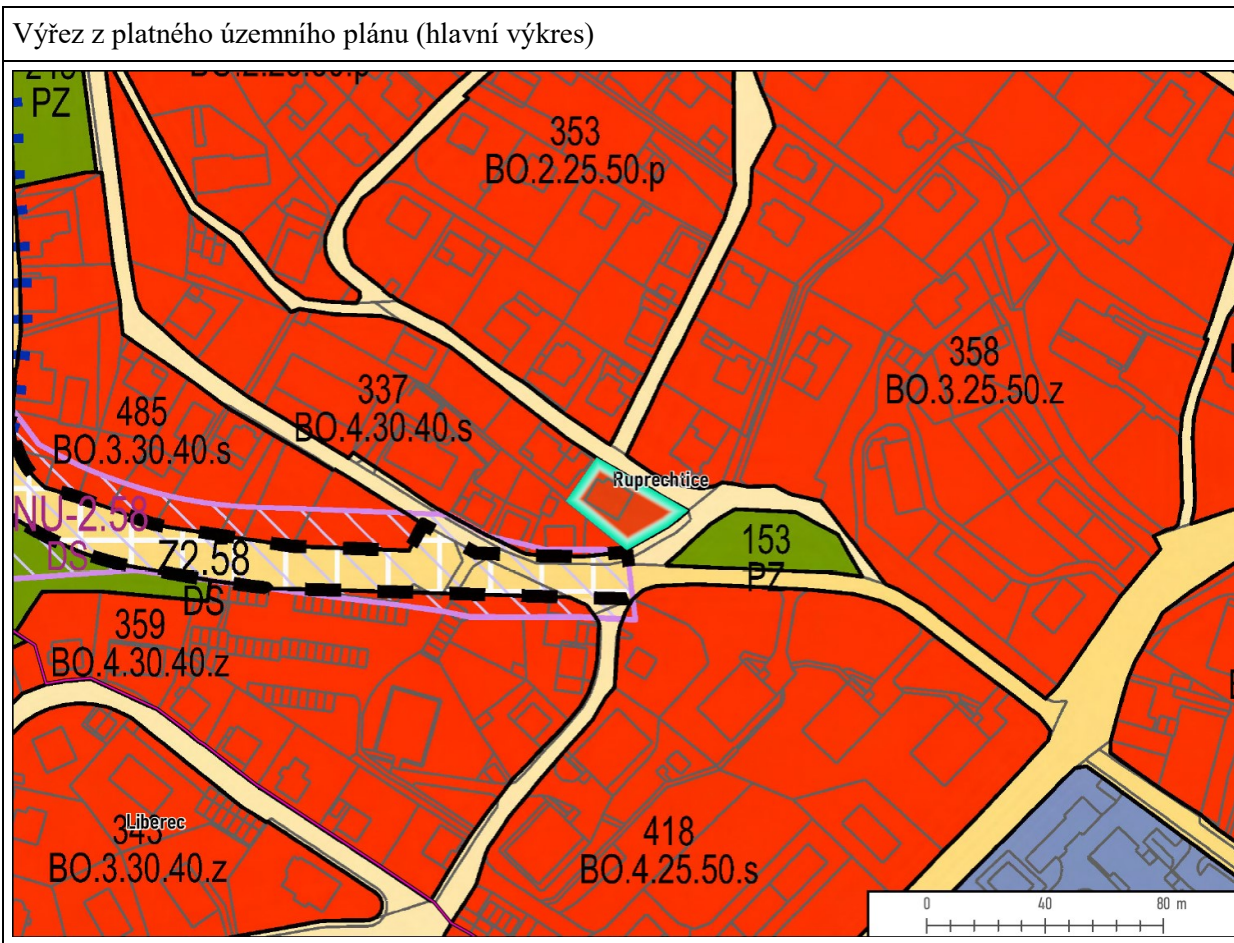 Výřez z platného územního plánu (hlavní výkres)
PZ
353
BO.2.25.50.p
358
BO.3.25.50.z
337
BO.4.30.40.s
485
BO.3.30.40.s
Ruprechtice
NU-2.58
DS
Z2.58
DS
153
PZ
359
BO.4.30.40.z
Liberec
343
BO.3.30.40.z
418
BO.4.25.50.s
0 40 80 m